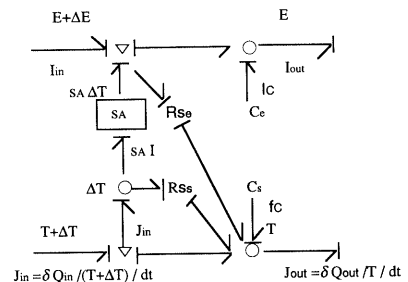 E+ΔE
E
Iin
Iout
SA ΔT
Rse
Ic
Ce
SA
SA I
ΔT
Rss
Cs
fC
T+ΔT
Jin
T
Jin =δ Qin /(T+ΔT) / dt
Jout =δ Qout /T / dt